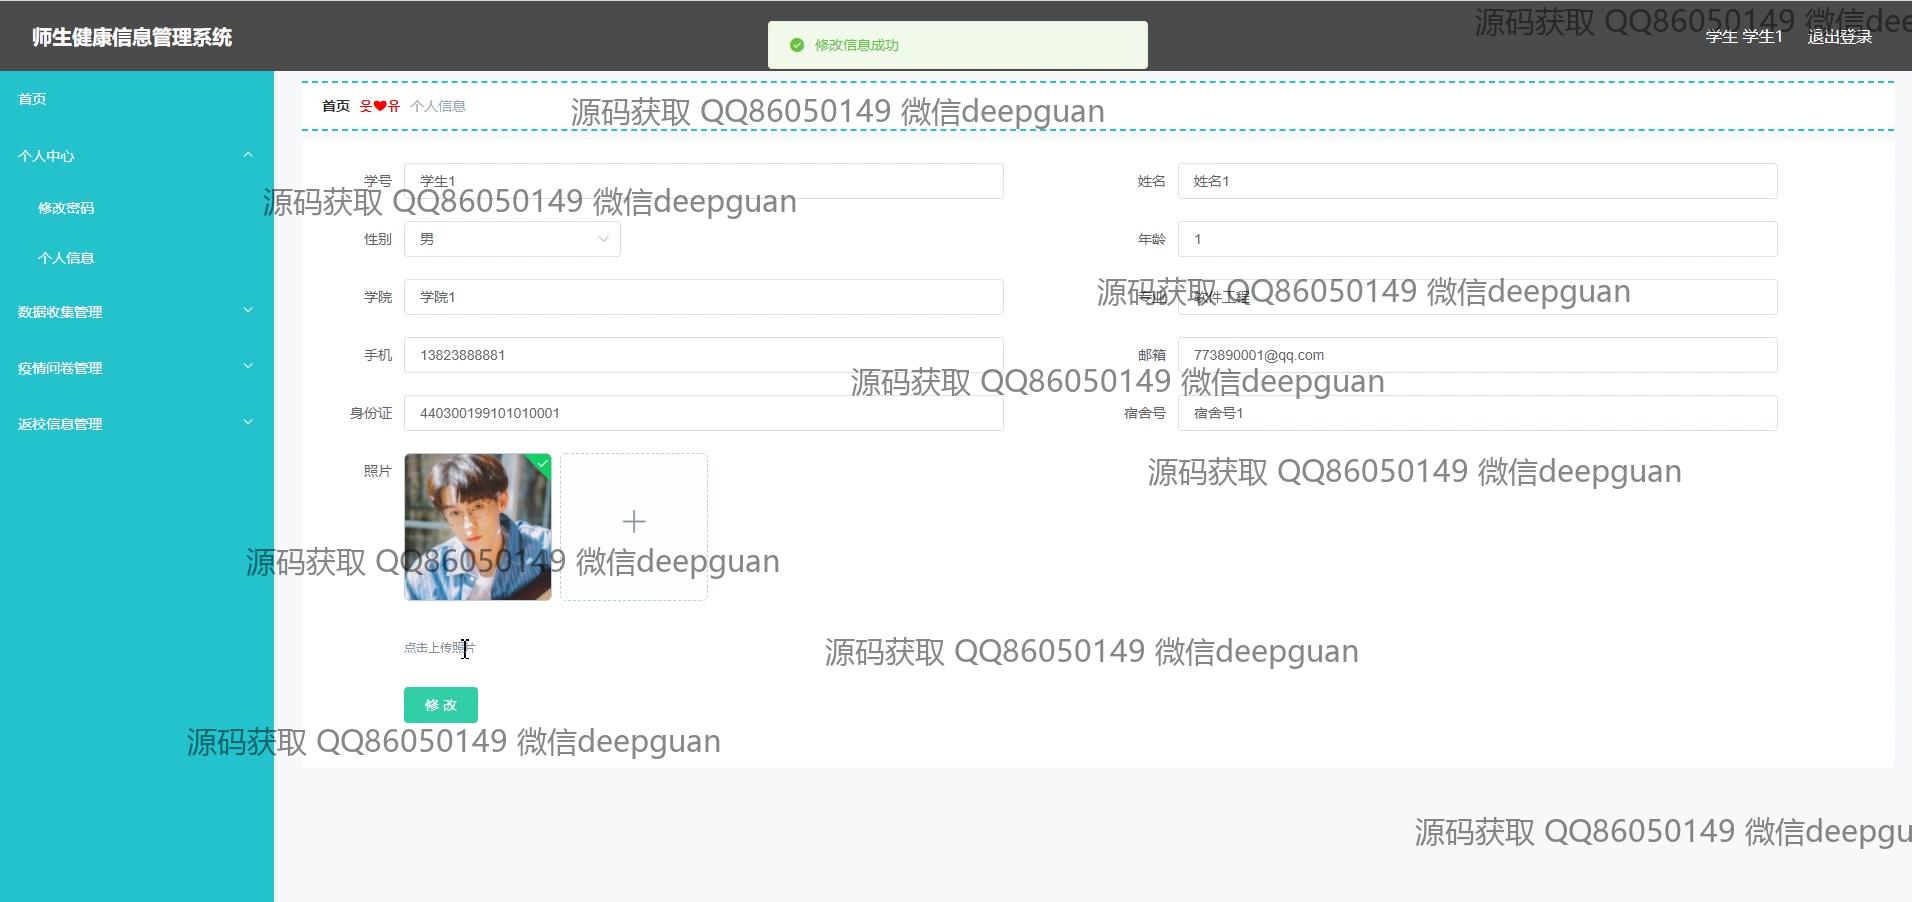 师生健康信息管理系统
修改信息成功
源码获取 QQ86050149 微信dee
学生 学生1 退出登录
首页
个人中心
修改密码
个人信息
数据收集管理
疫情问卷管理
返校信息管理
首页 웃❤유 个人信息
源码获取 QQ86050149 微信deepguan
学号 学生1
姓名 姓名1
源码获取 QQ86050149 微信deepguan
性别 男
年龄 1
学院 学院1
专业 软件工程
源码获取 QQ86050149 微信deepguan
手机 13823888881
邮箱 773890001@qq.com
源码获取 QQ86050149 微信deepguan
身份证 440300199101010001
宿舍号 宿舍号1
照片
源码获取 QQ86050149 微信deepguan
源码获取 QQ86050149 微信deepguan
点击上传照片
源码获取 QQ86050149 微信deepguan
修改
源码获取 QQ86050149 微信deepguan
源码获取 QQ86050149 微信deepgu